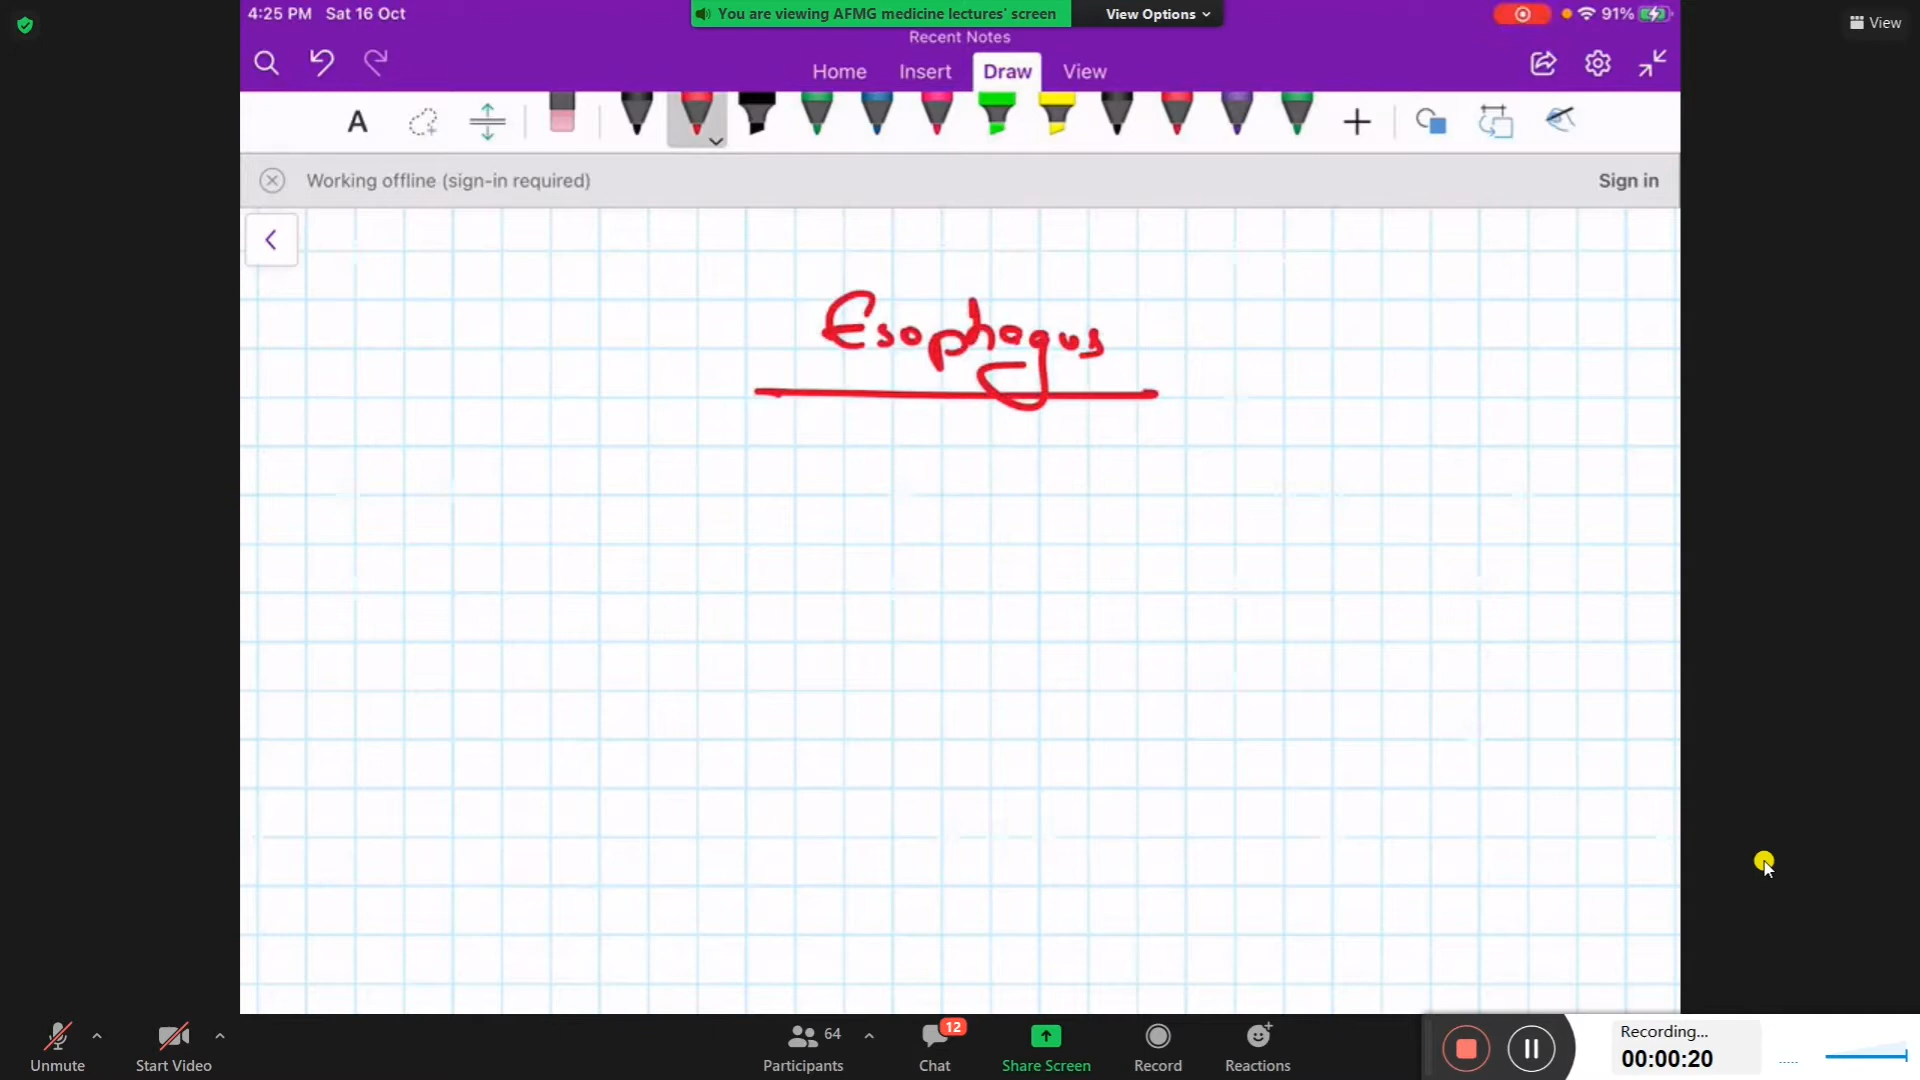 4:25 PM Sat 16 Oct
You are viewing AFMG medicine lectures' screen
View Options
91%
View
Recent Notes
Home
Insert
Draw
View
A
Working offline (sign-in required)
Sign in
Esophagus
Unmute
Start Video
64
Participants
12
Chat
Share Screen
Record
Reactions
Recording...
00:00:20